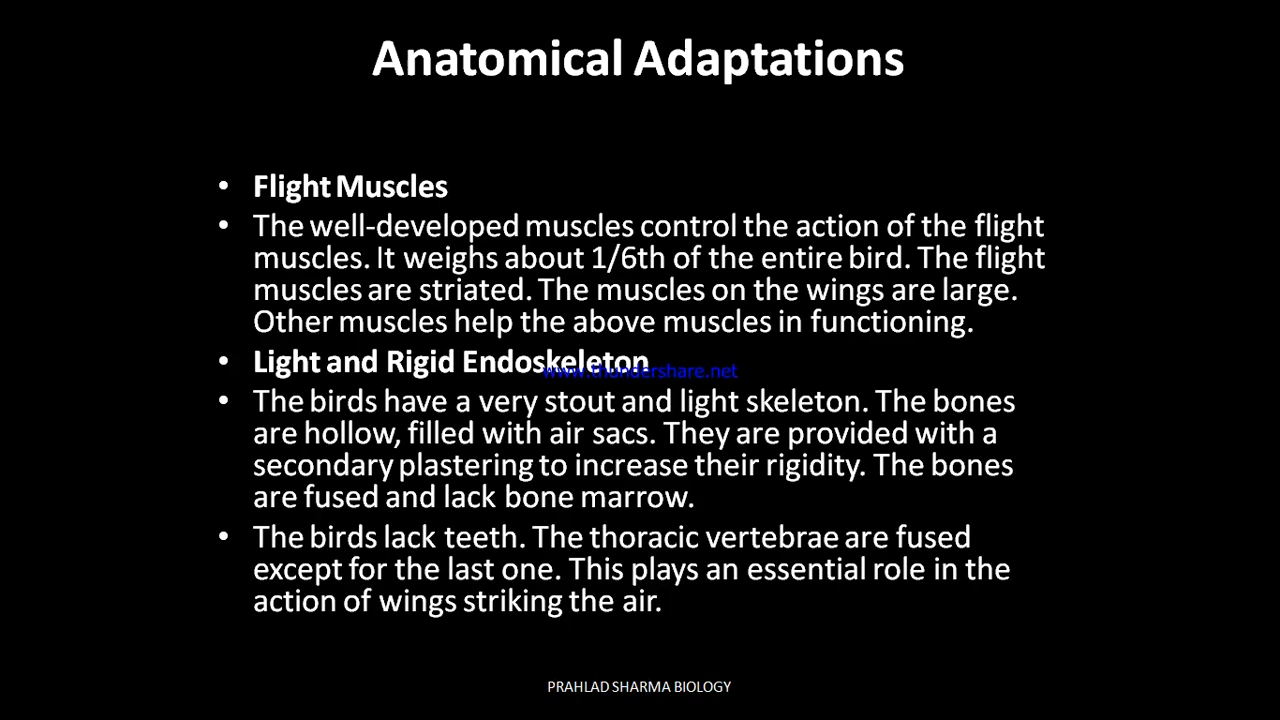 Anatomical Adaptations
• Flight Muscles
• The well-developed muscles control the action of the flight
muscles. It weighs about 1/6th of the entire bird. The flight
muscles are striated. The muscles on the wings are large.
Other muscles help the above muscles in functioning.
• Light and Rigid Endoskeleton
www.thundershare.net
• The birds have a very stout and light skeleton. The bones
are hollow, filled with air sacs. They are provided with a
secondary plastering to increase their rigidity. The bones
are fused and lack bone marrow.
• The birds lack teeth. The thoracic vertebrae are fused
except for the last one. This plays an essential role in the
action of wings striking the air.
PRAHLAD SHARMA BIOLOGY